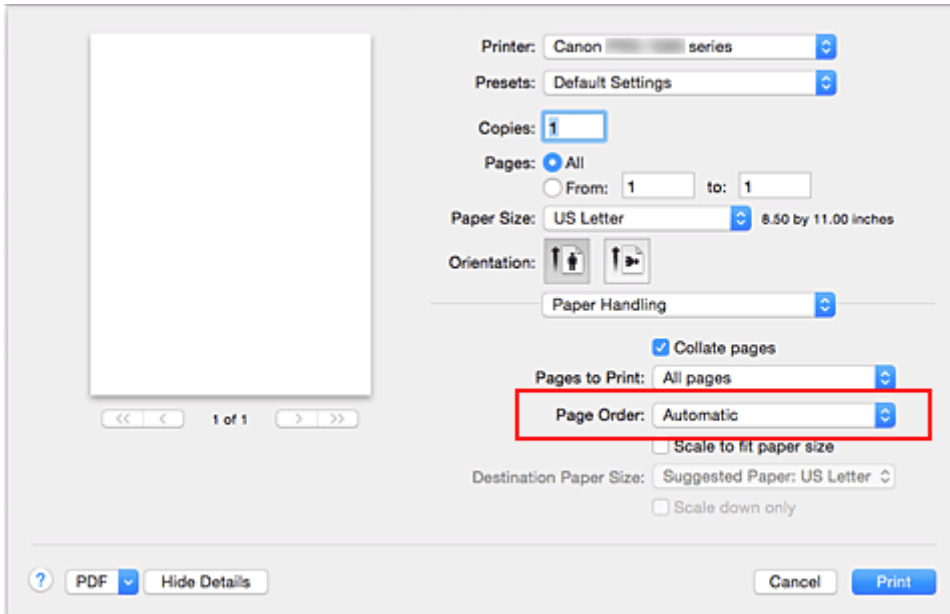 Printer: Canon series
Presets: Default Settings
Copies: 1
Pages: All
From: 1 to: 1
Paper Size: US Letter 8.50 by 11.00 inches
Orientation:
Paper Handling
Collate pages
Pages to Print: All pages
<< < 1 of 1 > >>
Page Order: Automatic
Scale to fit paper size
Destination Paper Size: Suggested Paper: US Letter
Scale down only
? PDF Hide Details Cancel Print